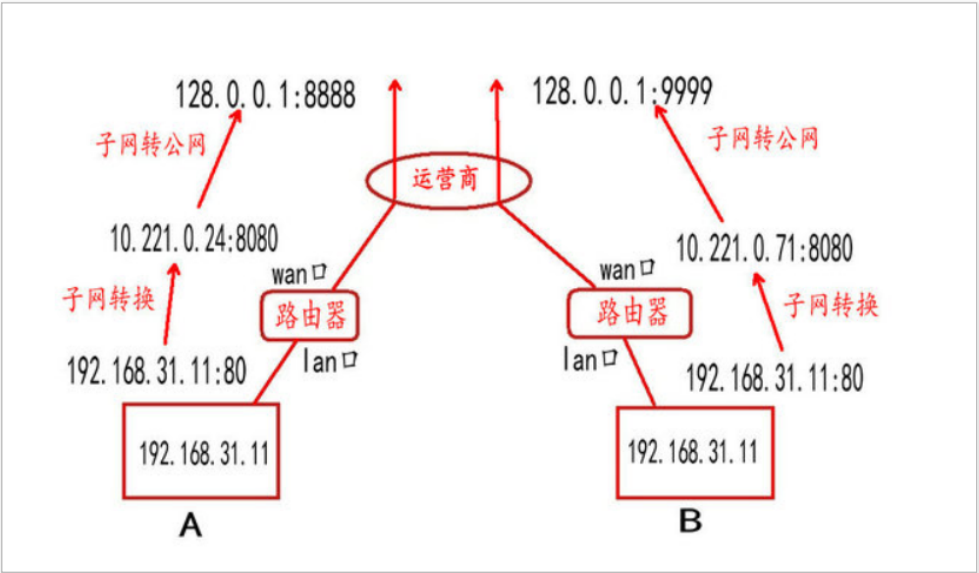 128.0.0.1:8888
128.0.0.1:9999
子网转公网
子网转公网
运营商
10.221.0.24:8080
10.221.0.71:8080
wan口
wan口
子网转换
子网转换
路由器
路由器
lan口
lan口
192.168.31.11:80
192.168.31.11:80
192.168.31.11
192.168.31.11
A
B